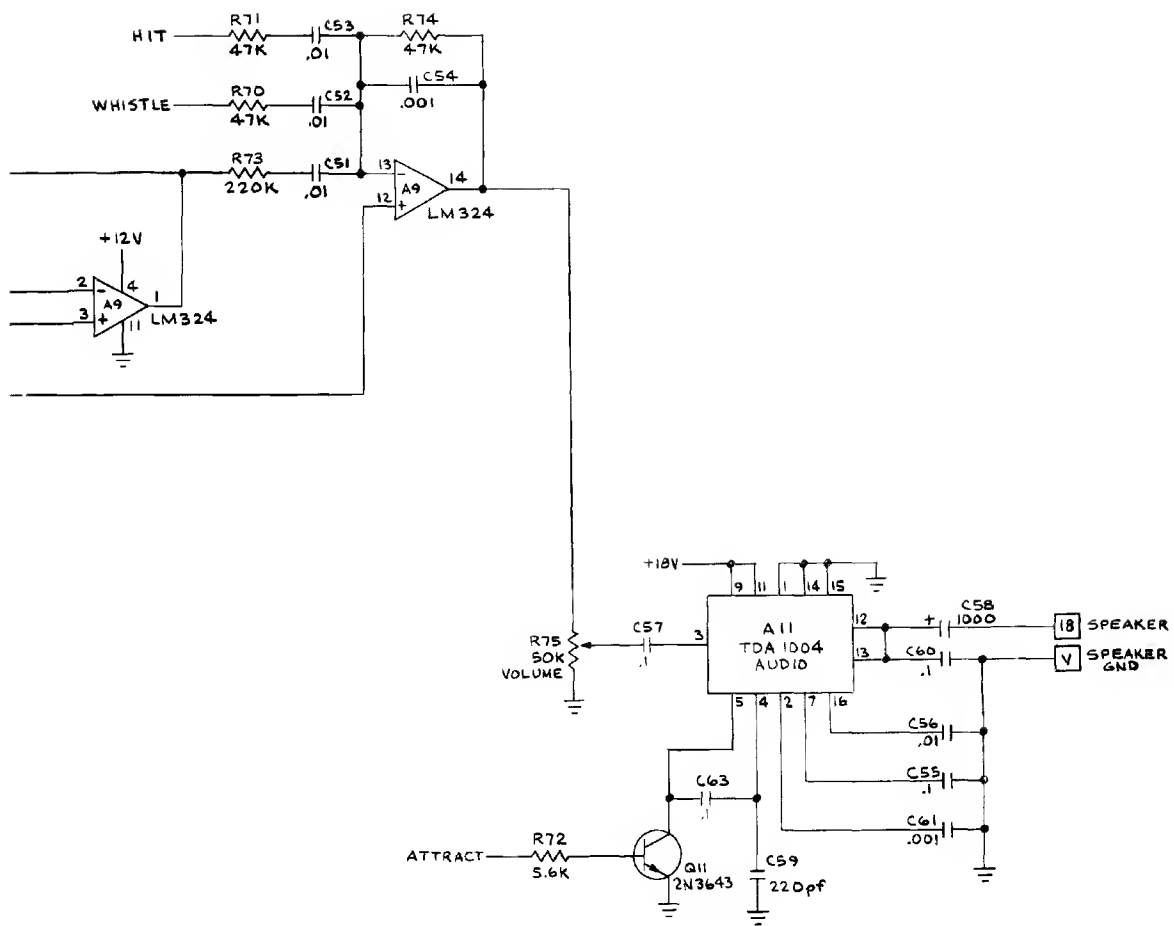 HIT
R71
47K
C53
.01
R74
47K
C54
.001
WHISTLE
R70
47K
C52
.01
R73
220K
C51
.01
13
-
12
+
A9
14
LM324
+12V
4
2
-
3
+
A9
1
11
LM324
+18V
9
11
1
14
15
3
A11
TDA 1004
AUDIO
12
13
5
4
2
7
16
R75
50K
VOLUME
C57
.1
+
C58
1000
18
SPEAKER
C60
.1
V
SPEAKER
GND
C56
.01
C55
.1
C61
.001
C63
.1
ATTRACT
R72
5.6K
Q11
2N3643
C59
220pf